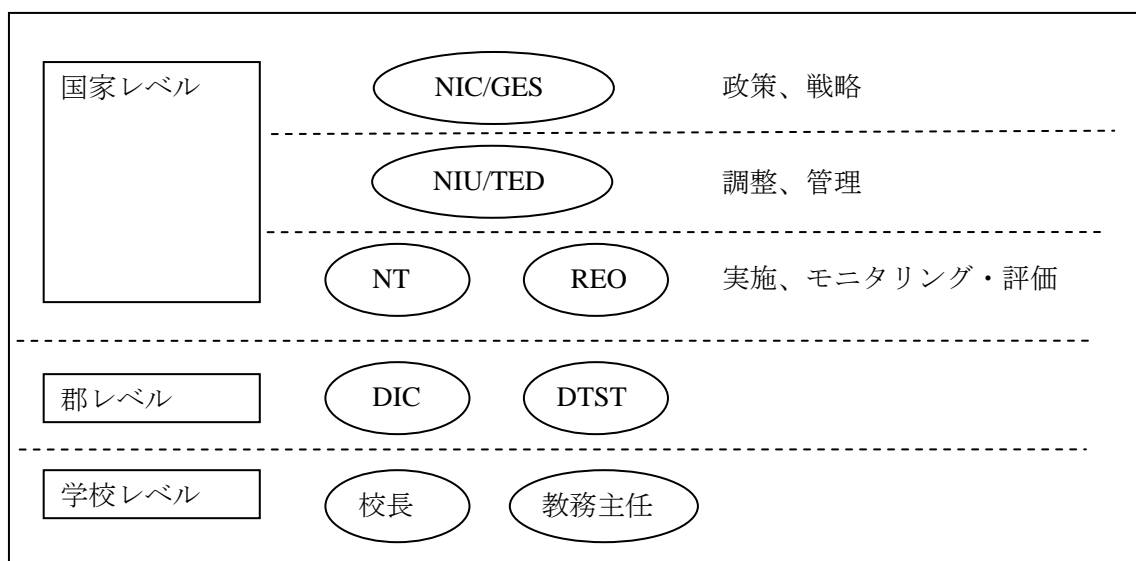 国家レベル NIC/GES 政策、戦略
NIU/TED 調整、管理
NT REO 実施、モニタリング・評価
郡レベル DIC DTST
学校レベル 校長 教務主任